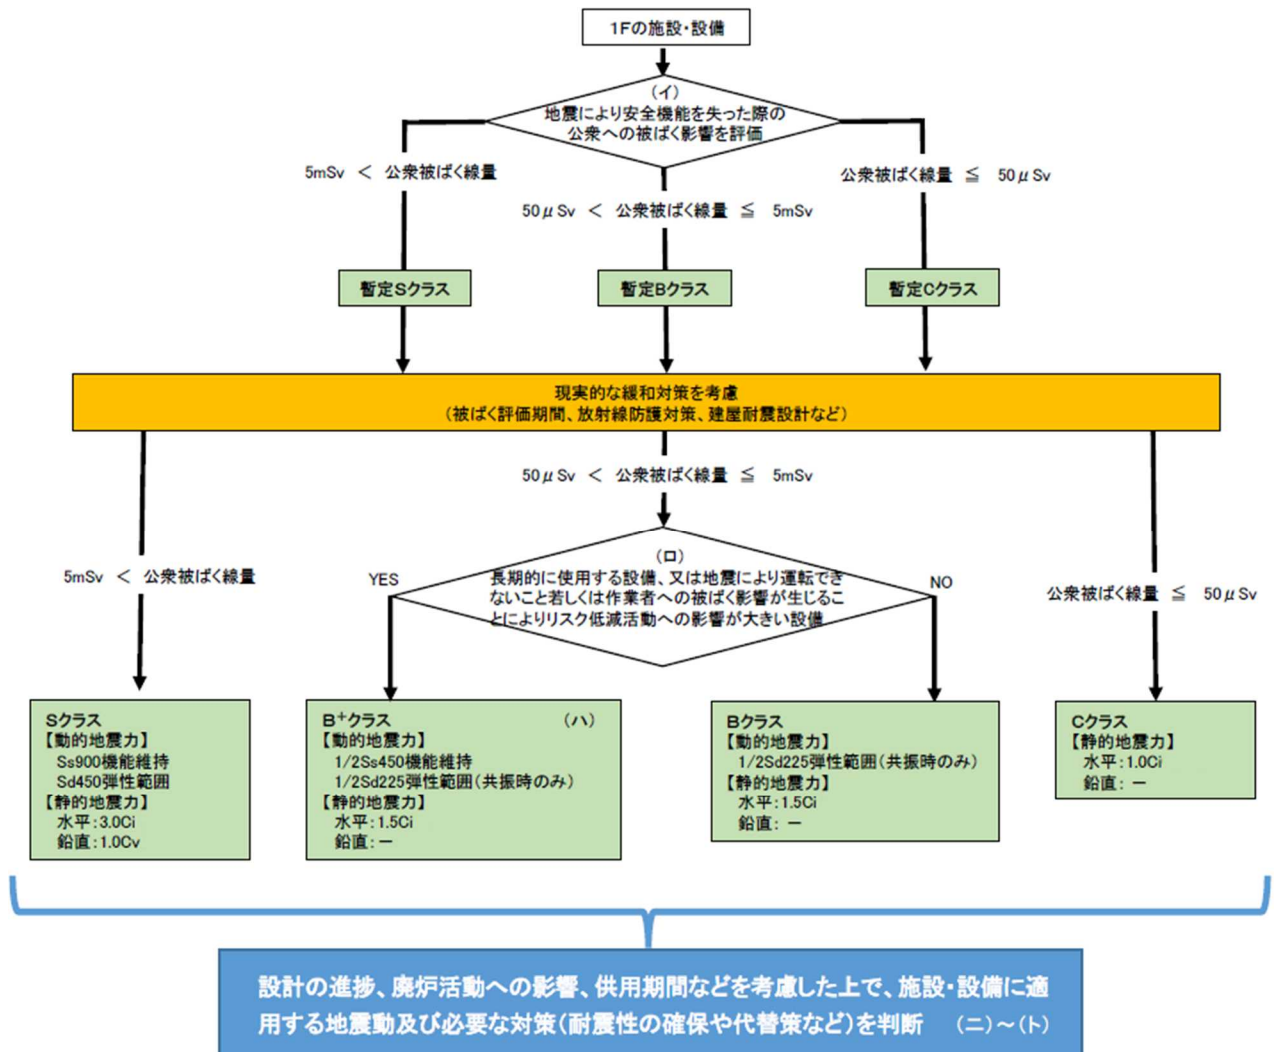 1Fの施設・設備
(イ)
地震により安全機能を失った際の
公衆への被ばく影響を評価
5mSv ＜ 公衆被ばく線量
50μSv ＜ 公衆被ばく線量 ≦ 5mSv
公衆被ばく線量 ≦ 50μSv
暫定Sクラス
暫定Bクラス
暫定Cクラス
現実的な緩和対策を考慮
(被ばく評価期間、放射線防護対策、建屋耐震設計など)
50μSv ＜ 公衆被ばく線量 ≦ 5mSv
5mSv ＜ 公衆被ばく線量
YES
(ロ)
長期的に使用する設備、又は地震により運転でき
ないこと若しくは作業者への被ばく影響が生じるこ
とによりリスク低減活動への影響が大きい設備
NO
公衆被ばく線量 ≦ 50μSv
Sクラス
【動的地震力】
Ss900機能維持
Sd450弾性範囲
【静的地震力】
水平:3.0Ci
鉛直:1.0Cv
B⁺クラス (ハ)
【動的地震力】
1/2Ss450機能維持
1/2Sd225弾性範囲(共振時のみ)
【静的地震力】
水平:1.5Ci
鉛直:－
Bクラス
【動的地震力】
1/2Sd225弾性範囲(共振時のみ)
【静的地震力】
水平:1.5Ci
鉛直:－
Cクラス
【静的地震力】
水平:1.0Ci
鉛直:－
設計の進捗、廃炉活動への影響、供用期間などを考慮した上で、施設・設備に適
用する地震動及び必要な対策(耐震性の確保や代替策など)を判断 (ニ)～(ト)